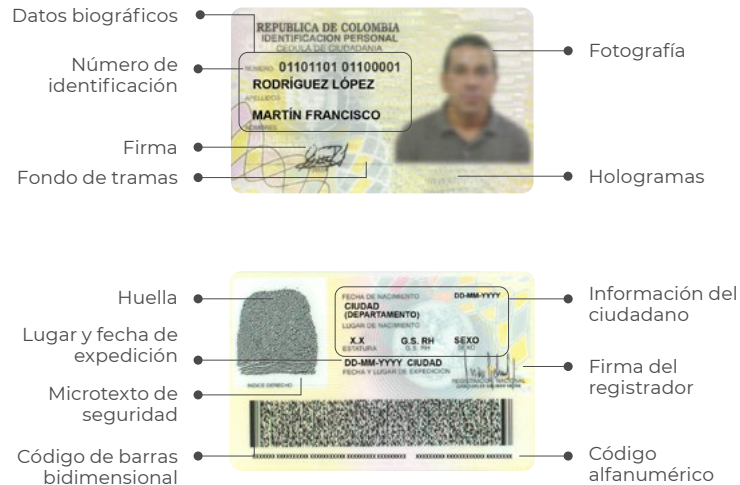 Datos biográficos
REPUBLICA DE COLOMBIA
IDENTIFICACION PERSONAL
CEDULA DE CIUDADANIA
Número de
identificación
NUMERO 01101101 01100001
RODRÍGUEZ LÓPEZ
APELLIDOS
MARTÍN FRANCISCO
NOMBRES
Fotografía
Firma
Fondo de tramas
Hologramas
Huella
FECHA DE NACIMIENTO DD-MM-YYYY
CIUDAD
(DEPARTAMENTO)
LUGAR DE NACIMIENTO
X.X G.S. RH SEXO
ESTATURA G.S. RH SEXO
DD-MM-YYYY CIUDAD
FECHA Y LUGAR DE EXPEDICION
INDICE DERECHO
REGISTRADOR NACIONAL
Información del
ciudadano
Lugar y fecha de
expedición
Firma del
registrador
Microtexto de
seguridad
Código de barras
bidimensional
Código
alfanumérico